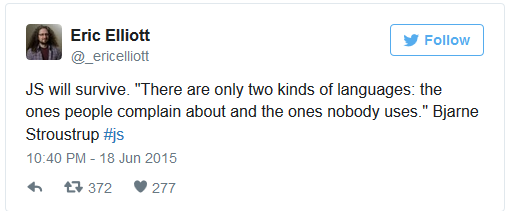 Eric Elliott
@_ericelliott
Follow
JS will survive. "There are only two kinds of languages: the
ones people complain about and the ones nobody uses." Bjarne
Stroustrup #js
10:40 PM - 18 Jun 2015
372 277